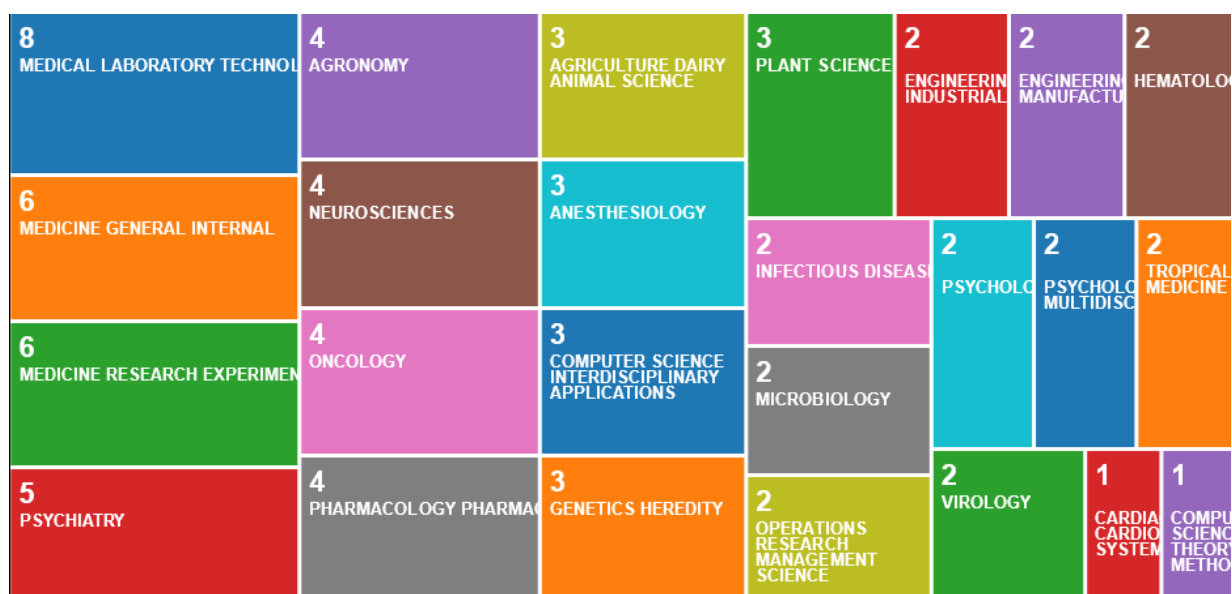 8
MEDICAL LABORATORY TECHNOL
6
MEDICINE GENERAL INTERNAL
6
MEDICINE RESEARCH EXPERIMEN
5
PSYCHIATRY
4
AGRONOMY
4
NEUROSCIENCES
4
ONCOLOGY
4
PHARMACOLOGY PHARMAC
3
AGRICULTURE DAIRY
ANIMAL SCIENCE
3
ANESTHESIOLOGY
3
COMPUTER SCIENCE
INTERDISCIPLINARY
APPLICATIONS
3
GENETICS HEREDITY
3
PLANT SCIENCE
2
ENGINEERIN
INDUSTRIAL
2
ENGINEERIN
MANUFACTU
2
HEMATOLOG
2
INFECTIOUS DISEAS
2
MICROBIOLOGY
2
OPERATIONS
RESEARCH
MANAGEMENT
SCIENCE
2
PSYCHOLO
2
PSYCHOLO
MULTIDISC
2
TROPICAL
MEDICINE
2
VIROLOGY
1
CARDIA
CARDIO
SYSTEM
1
COMPU
SCIENC
THEORY
METHO